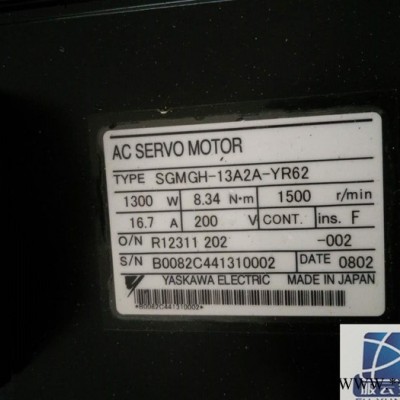 AC SERVO MOTOR
TYPE SGMGH-13A2A-YR62
1300 W 8.34 N·m 1500 r/min
16.7 A 200 V CONT. ins. F
O/N R12311 202 -002
S/N B0082C441310002 DATE 0802
YASKAWA ELECTRIC MADE IN JAPAN
*B0082C441310002*